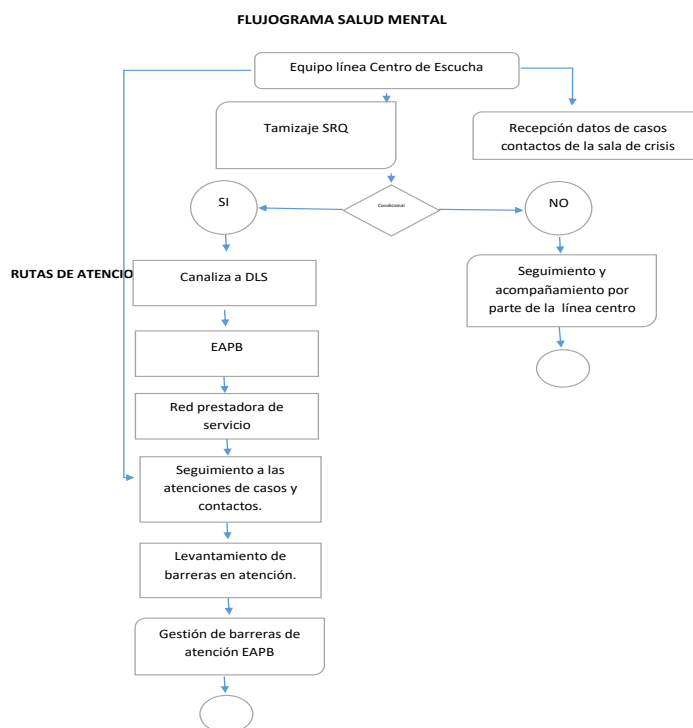 FLUJOGRAMA SALUD MENTAL
Equipo línea Centro de Escucha
Tamizaje SRQ
Recepción datos de casos
contactos de la sala de crisis
Condicional
SI
NO
RUTAS DE ATENCIO
Canaliza a DLS
Seguimiento y
acompañamiento por
parte de la línea centro
EAPB
Red prestadora de
servicio
Seguimiento a las
atenciones de casos y
contactos.
Levantamiento de
barreras en atención.
Gestión de barreras de
atención EAPB